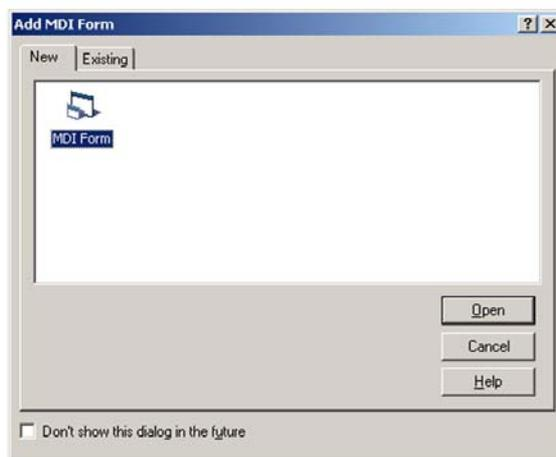 Add MDI Form
New
Existing
MDI Form
Open
Cancel
Help
Don't show this dialog in the future